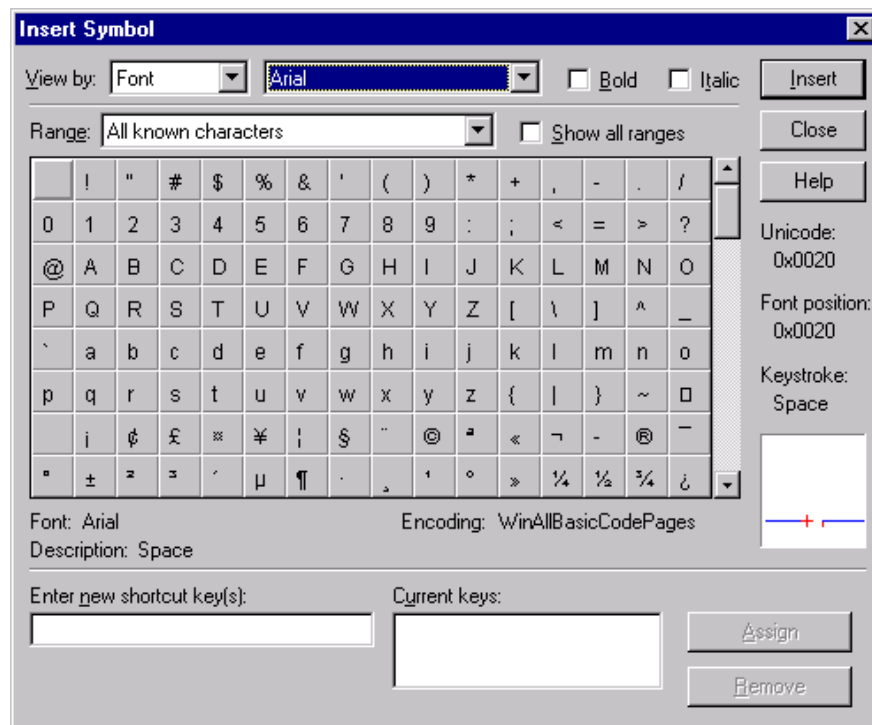 Insert Symbol
View by: Font Arial Bold Italic Insert
Range: All known characters Show all ranges Close
Help
! " # $ % & ' ( ) * + , - . /
0 1 2 3 4 5 6 7 8 9 : ; < = > ?
@ A B C D E F G H I J K L M N O
P Q R S T U V W X Y Z [ \ ] ^ _
` a b c d e f g h i j k l m n o
p q r s t u v w x y z { | } ~ □
¡ ¢ £ ¤ ¥ ¦ § ¨ © ª « ¬ - ® ¯
° ± ² ³ ´ µ ¶ · ¸ ¹ º » ¼ ½ ¾ ¿
Unicode:
0x0020
Font position:
0x0020
Keystroke:
Space
Font: Arial Encoding: WinAllBasicCodePages
Description: Space
Enter new shortcut key(s): Current keys:
Assign
Remove